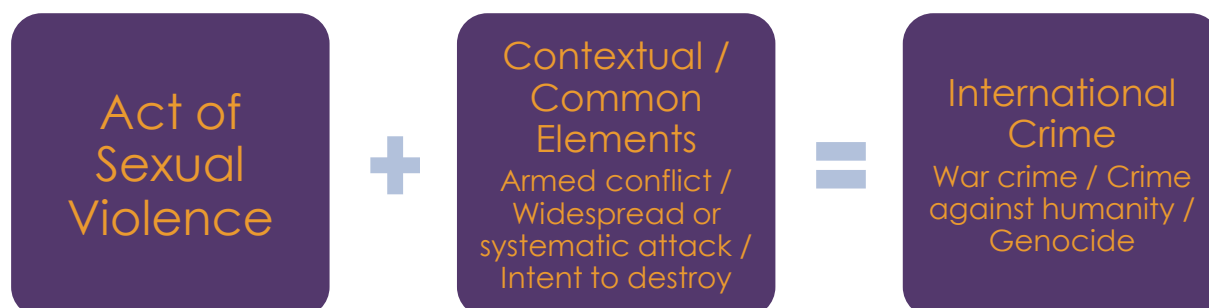 Act of
Sexual
Violence
Contextual /
Common
Elements
Armed conflict /
Widespread or
systematic attack /
Intent to destroy
International
Crime
War crime / Crime
against humanity /
Genocide